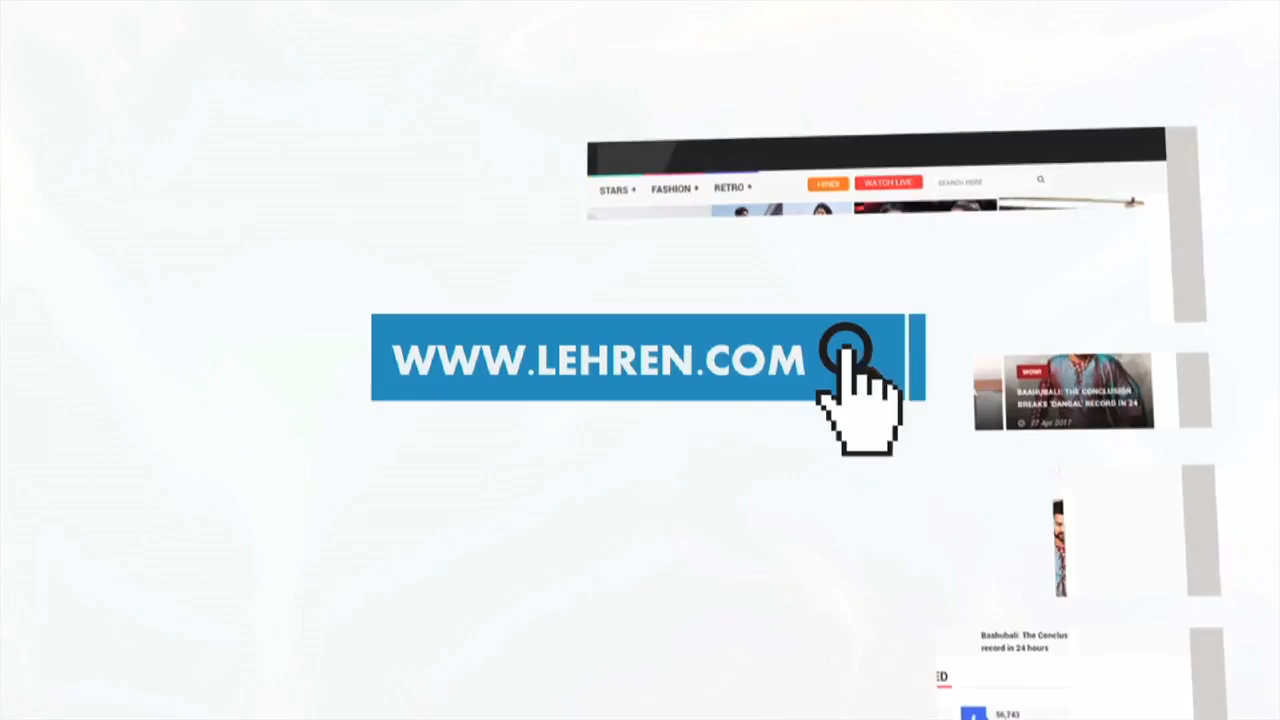 STARS + FASHION + RETRO + HINDI WATCH LIVE SEARCH HERE
WWW.LEHREN.COM
WOW!
BAAHUBALI: THE CONCLUSION
BREAKS 'DANGAL' RECORD IN 24
27 Apr 2017
Baahubali: The Conclus
record in 24 hours
ED
56,743